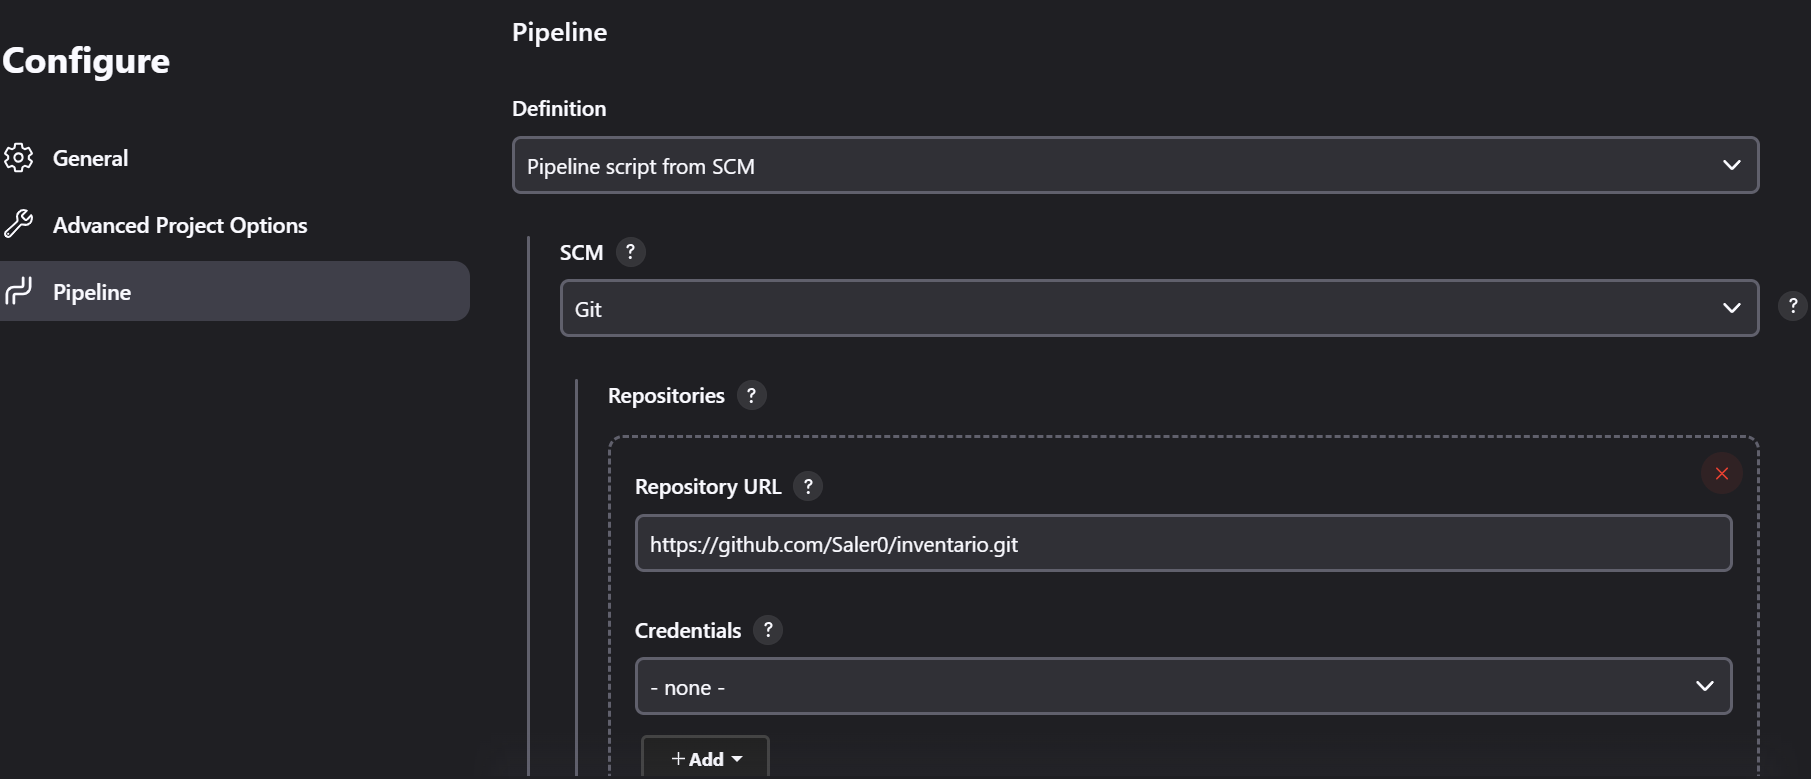 Configure
General
Advanced Project Options
Pipeline
Pipeline
Definition
Pipeline script from SCM
SCM ?
Git
?
Repositories ?
Repository URL ?
https://github.com/Saler0/inventario.git
Credentials ?
- none -
+ Add